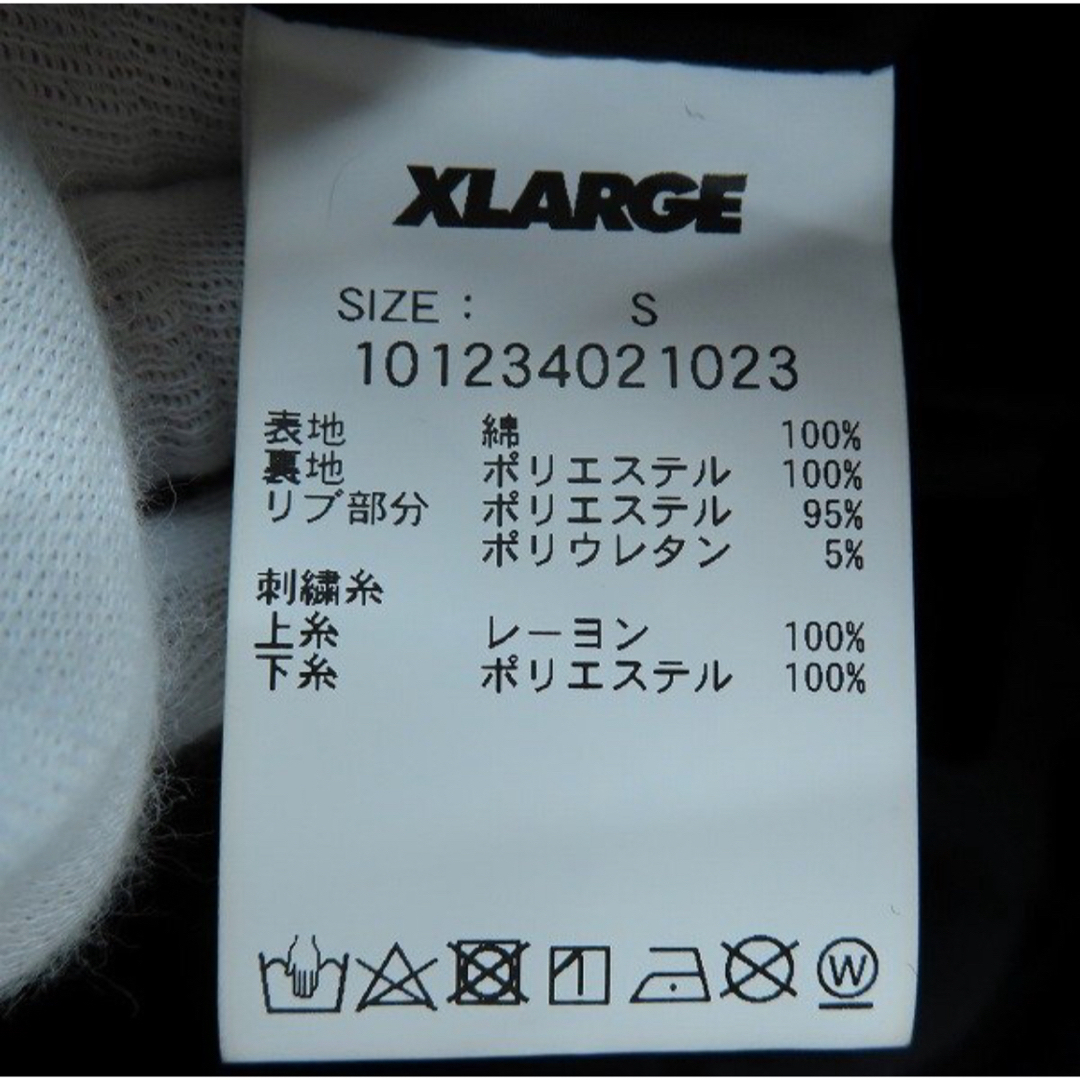 XLARGE
SIZE : S
101234021023
表地 綿 100%
裏地 ポリエステル 100%
リブ部分 ポリエステル 95%
ポリウレタン 5%
刺繍糸
上糸 レーヨン 100%
下糸 ポリエステル 100%
W